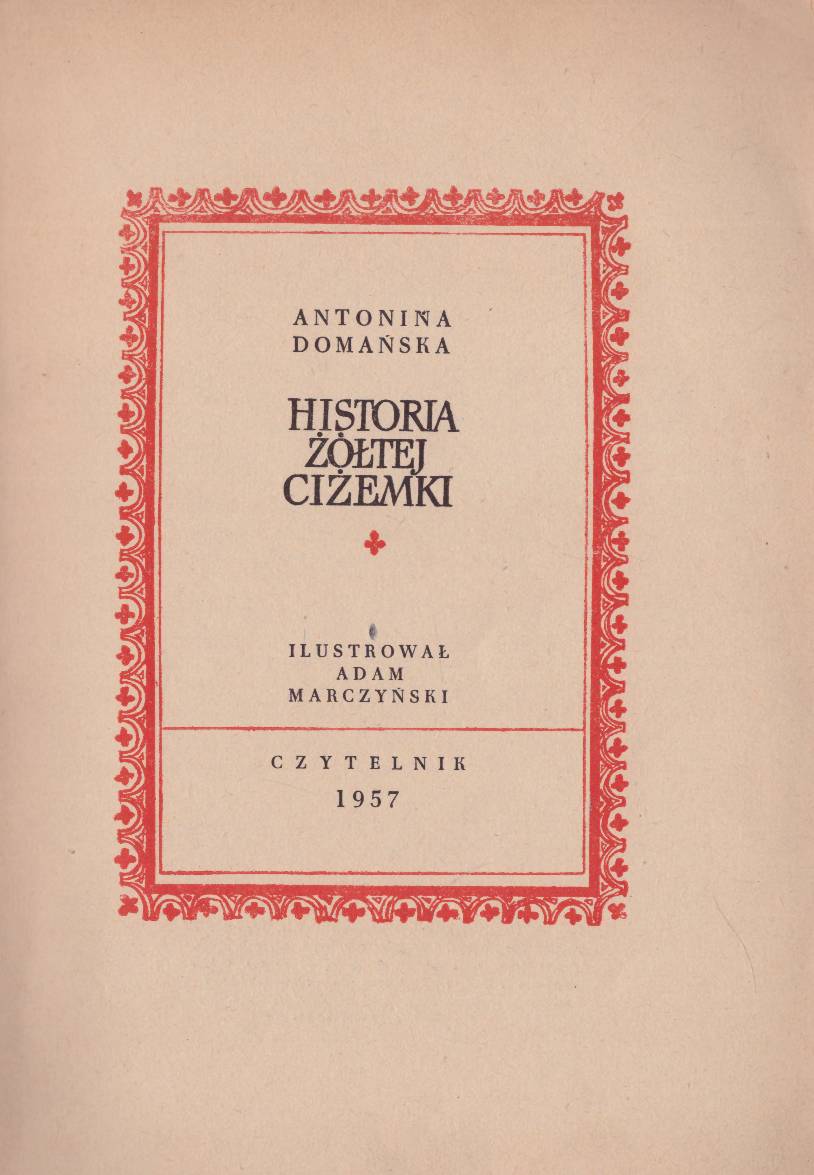 ANTONINA
DOMAŃSKA
HISTORIA
ŻÓŁTEJ
CIŻEMKI
ILUSTROWAŁ
ADAM
MARCZYŃSKI
CZYTELNIK
1957